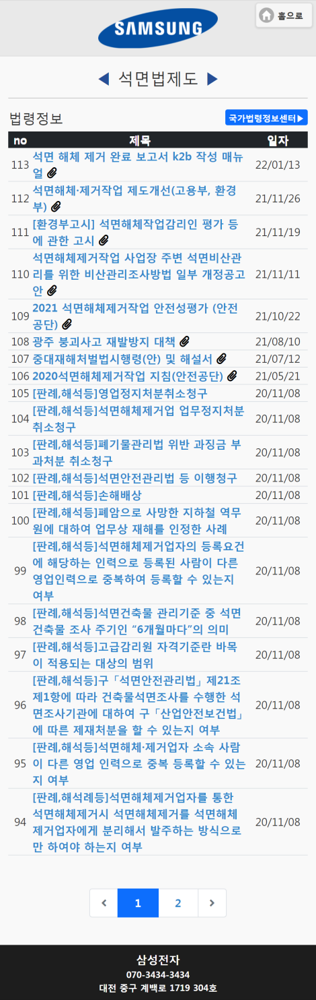 SAMSUNG
홈으로
◀ 석면법제도 ▶
법령정보
국가법령정보센터▶
no 제목 일자
113 석면 해체 제거 완료 보고서 k2b 작성 매뉴 22/01/13
얼
112 석면해체·제거작업 제도개선(고용부, 환경 21/11/26
부)
111 [환경부고시] 석면해체작업감리인 평가 등 21/11/19
에 관한 고시
석면해체제거작업 사업장 주변 석면비산관
110 리를 위한 비산관리조사방법 일부 개정공고 21/11/11
안
109 2021 석면해체제거작업 안전성평가 (안전 21/10/22
공단)
108 광주 붕괴사고 재발방지 대책 21/08/10
107 중대재해처벌법시행령(안) 및 해설서 21/07/12
106 2020석면해체제거작업 지침(안전공단) 21/05/21
105 [판례,해석등]영업정지처분취소청구 20/11/08
104 [판례,해석등]석면해체제거업 업무정지처분 20/11/08
취소청구
103 [판례,해석등]폐기물관리법 위반 과징금 부 20/11/08
과처분 취소청구
102 [판례,해석등]석면안전관리법 등 이행청구 20/11/08
101 [판례,해석등]손해배상 20/11/08
100 [판례,해석등]폐암으로 사망한 지하철 역무 20/11/08
원에 대하여 업무상 재해를 인정한 사례
[판례,해석등]석면해체제거업자의 등록요건
에 해당하는 인력으로 등록된 사람이 다른
99 영업인력으로 중복하여 등록할 수 있는지 20/11/08
여부
98 [판례,해석등]석면건축물 관리기준 중 석면 20/11/08
건축물 조사 주기인 “6개월마다”의 의미
97 [판례,해석등]고급감리원 자격기준란 바목 20/11/08
이 적용되는 대상의 범위
[판례,해석등]구 「석면안전관리법」 제21조
제1항에 따라 건축물석면조사를 수행한 석
96 면조사기관에 대하여 구 「산업안전보건법」 20/11/08
에 따른 제재처분을 할 수 있는지 여부
[판례,해석등]석면해체·제거업자 소속 사람
95 이 다른 영업 인력으로 중복 등록할 수 있는 20/11/08
지 여부
[판례,해석례등]석면해체제거업자를 통한
석면해체제거시 석면해체제거를 석면해체
94 제거업자에게 분리해서 발주하는 방식으로 20/11/08
만 하여야 하는지 여부
1 2
삼성전자
070-3434-3434
대전 중구 계백로 1719 304호